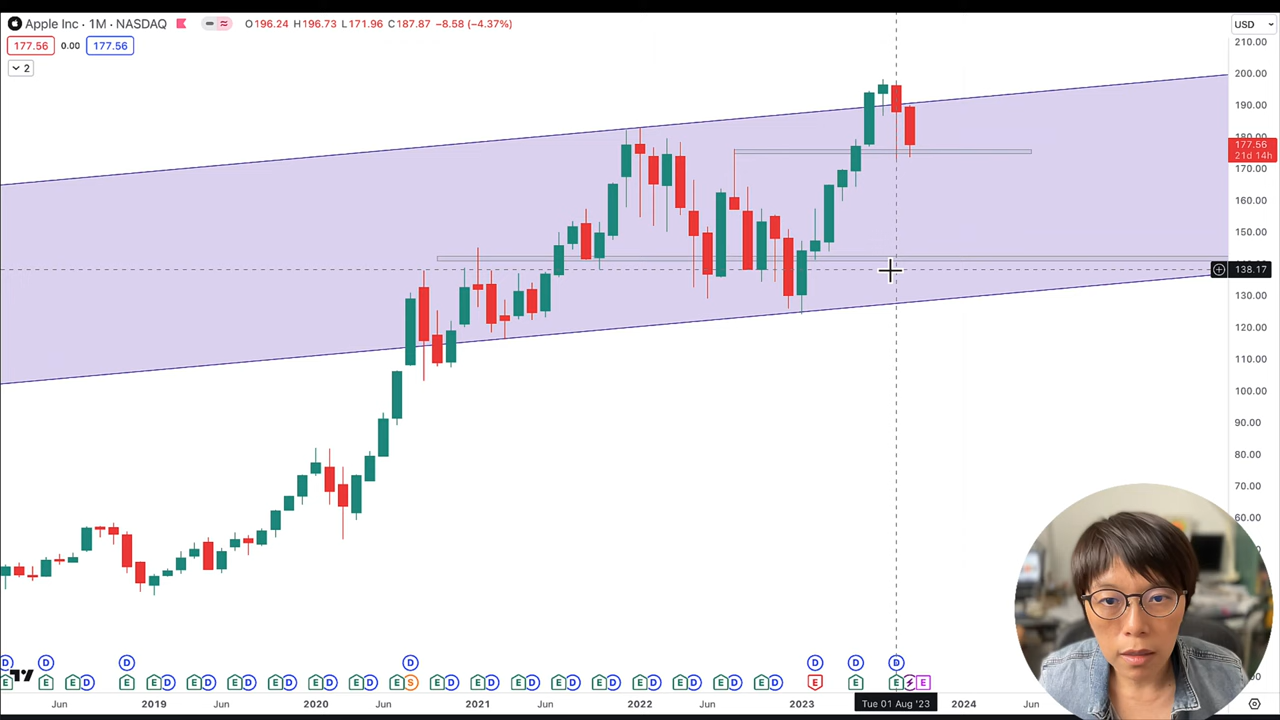 Apple Inc · 1M · NASDAQ O196.24 H196.73 L171.96 C187.87 −8.58 (−4.37%)
USD
177.56 0.00 177.56
2
210.00
200.00
190.00
180.00
177.56
21d 14h
170.00
160.00
150.00
138.17
130.00
120.00
110.00
100.00
90.00
80.00
70.00
60.00
D D D D D D D
E E E D E D E D E D E D E D E S E D E D E D E D E D E D E D E D E E E E
Jun 2019 Jun 2020 Jun 2021 Jun 2022 Jun 2023 Tue 01 Aug '23 2024 Jun